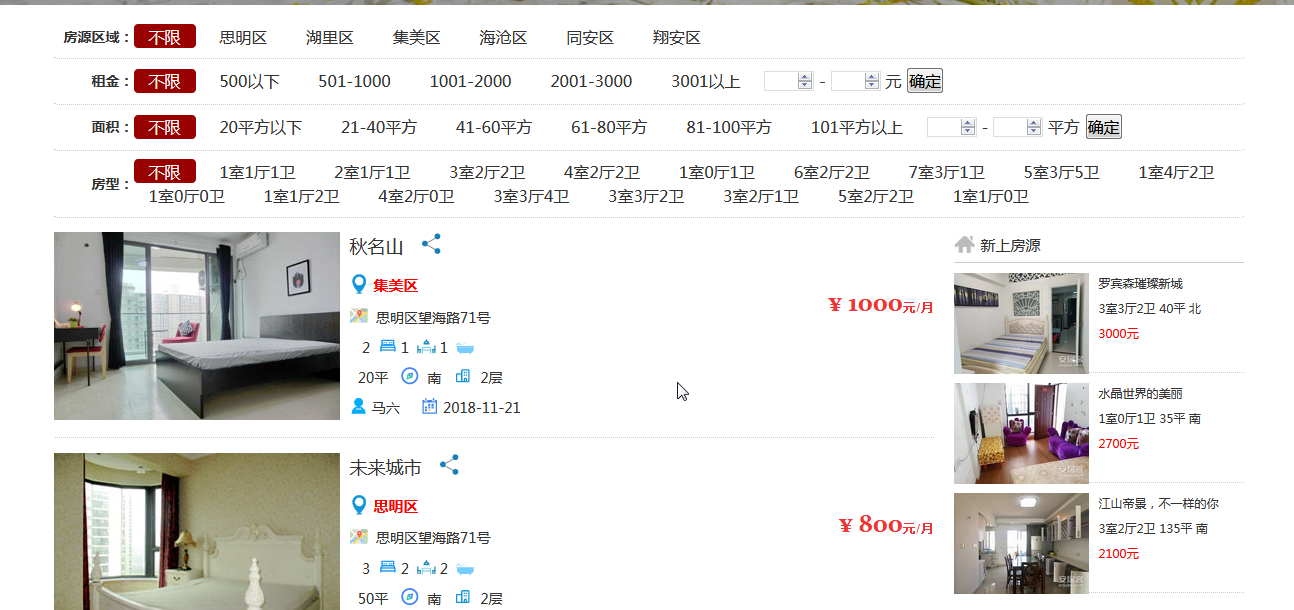 房源区域： 不限 思明区 湖里区 集美区 海沧区 同安区 翔安区
租金： 不限 500以下 501-1000 1001-2000 2001-3000 3001以上 - 元 确定
面积： 不限 20平方以下 21-40平方 41-60平方 61-80平方 81-100平方 101平方以上 - 平方 确定
房型： 不限 1室1厅1卫 2室1厅1卫 3室2厅2卫 4室2厅2卫 1室0厅1卫 6室2厅2卫 7室3厅1卫 5室3厅5卫 1室4厅2卫
1室0厅0卫 1室1厅2卫 4室2厅0卫 3室3厅4卫 3室3厅2卫 3室2厅1卫 5室2厅2卫 1室0厅1卫
秋名山
集美区
¥ 1000元/月
思明区望海路71号
2 1 1
20平 南 2层
马六 2018-11-21
未来城市
思明区
¥ 800元/月
思明区望海路71号
3 2 2
50平 南 2层
新上房源
罗宾森璀璨新城
3室3厅2卫 40平 北
3000元
安居客
水晶世界的美丽
1室0厅1卫 35平 南
2700元
安居客
江山帝景，不一样的你
3室2厅2卫 135平 南
2100元
安居客